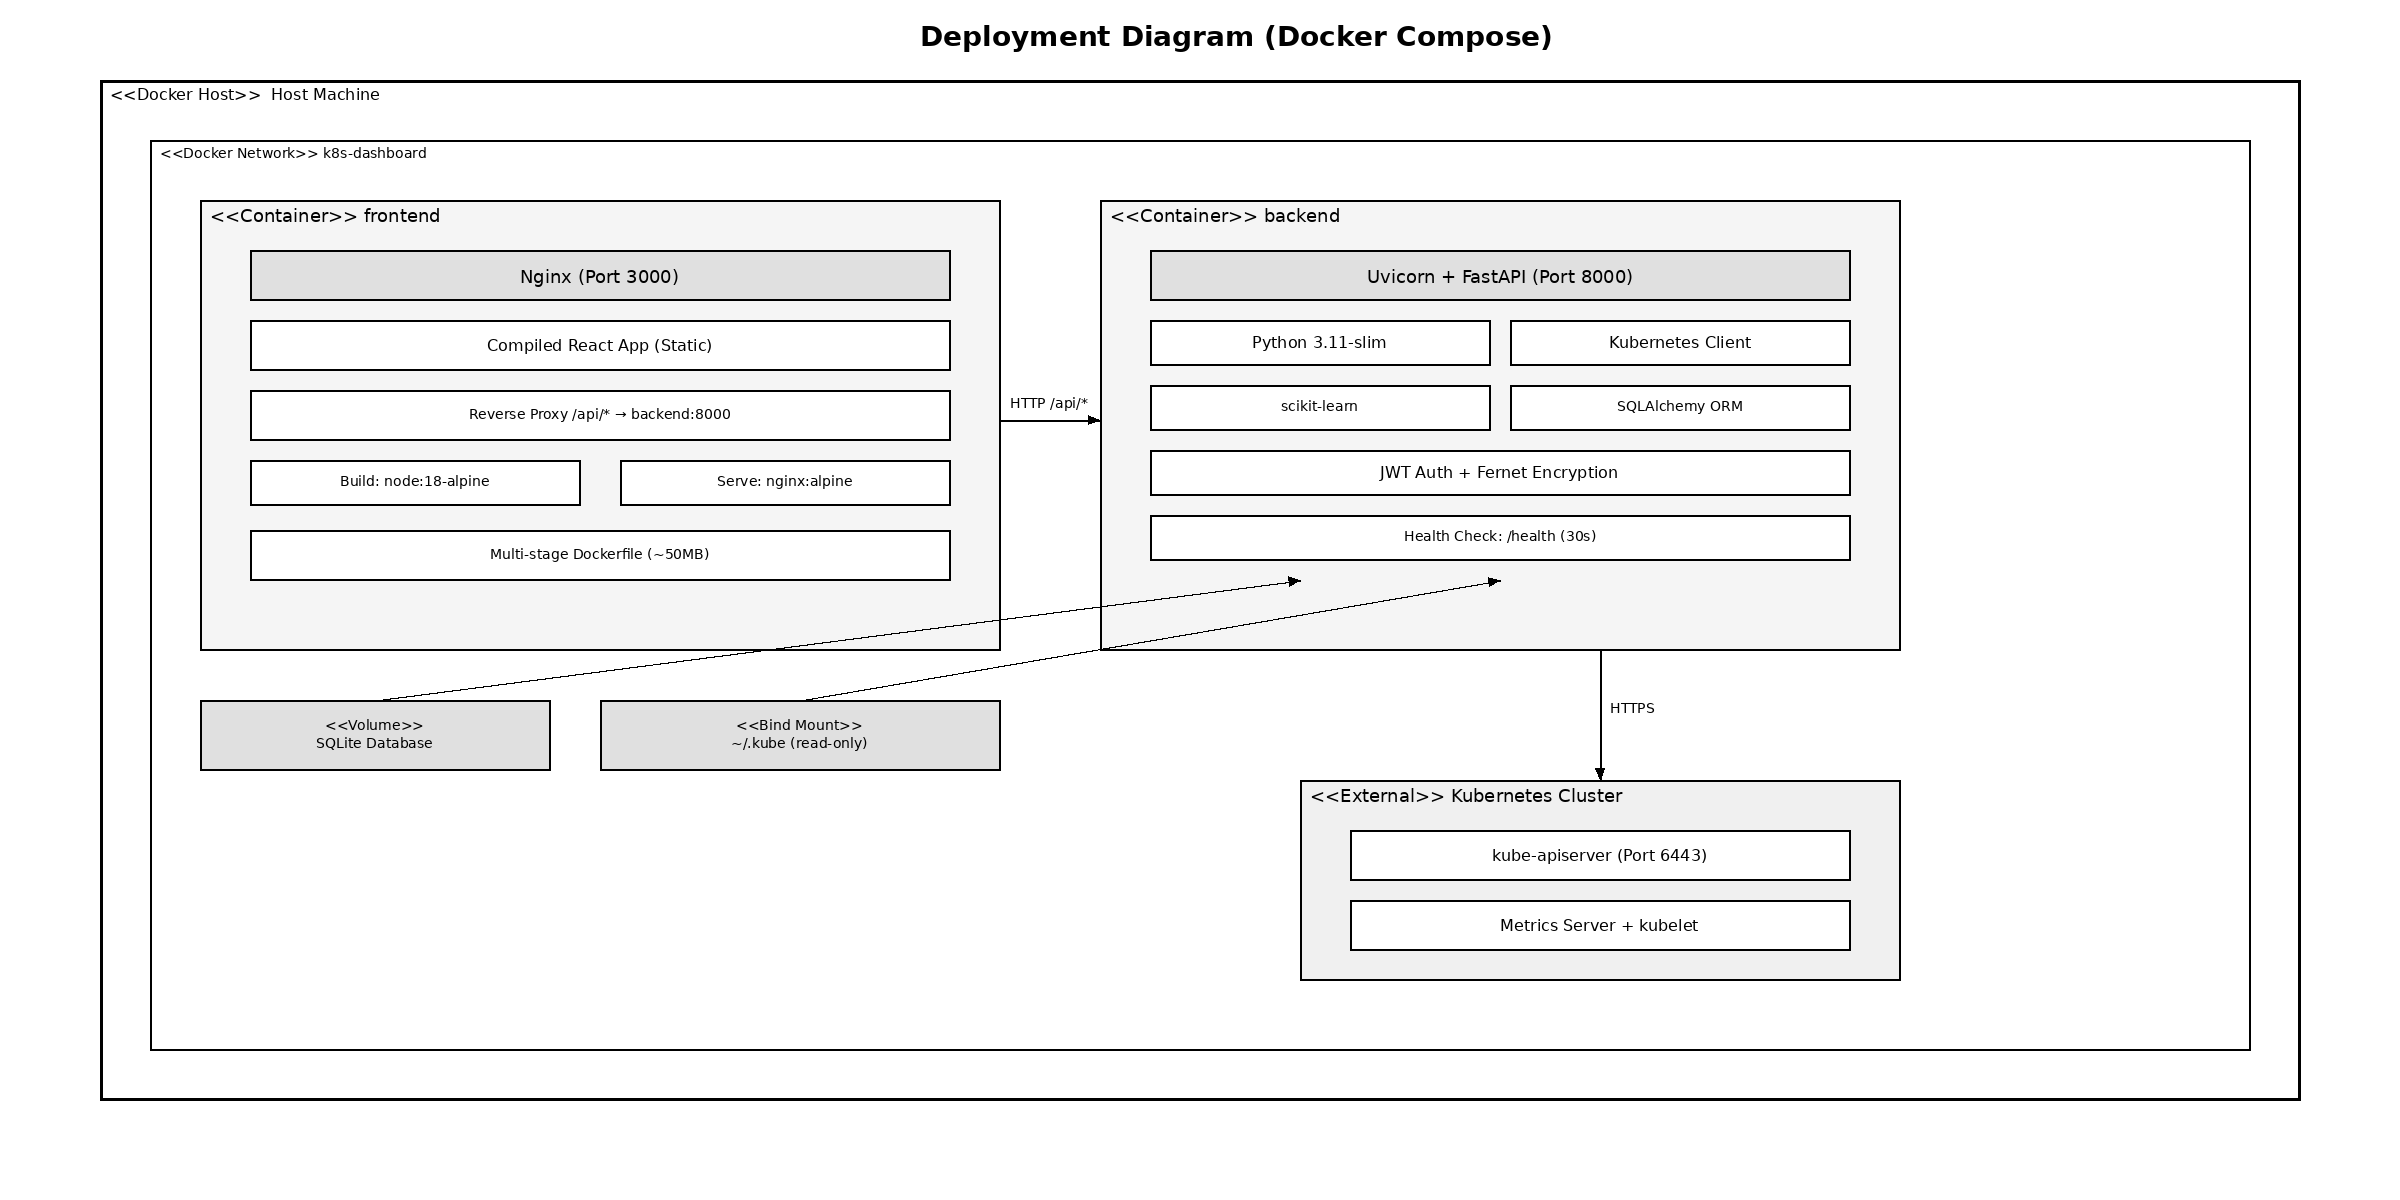 Deployment Diagram (Docker Compose)
<<Docker Host>>  Host Machine
<<Docker Network>> k8s-dashboard
<<Container>> frontend
Nginx (Port 3000)
Compiled React App (Static)
Reverse Proxy /api/* → backend:8000
Build: node:18-alpine
Serve: nginx:alpine
Multi-stage Dockerfile (~50MB)
HTTP /api/*
<<Container>> backend
Uvicorn + FastAPI (Port 8000)
Python 3.11-slim
Kubernetes Client
scikit-learn
SQLAlchemy ORM
JWT Auth + Fernet Encryption
Health Check: /health (30s)
<<Volume>>
SQLite Database
<<Bind Mount>>
~/.kube (read-only)
HTTPS
<<External>> Kubernetes Cluster
kube-apiserver (Port 6443)
Metrics Server + kubelet